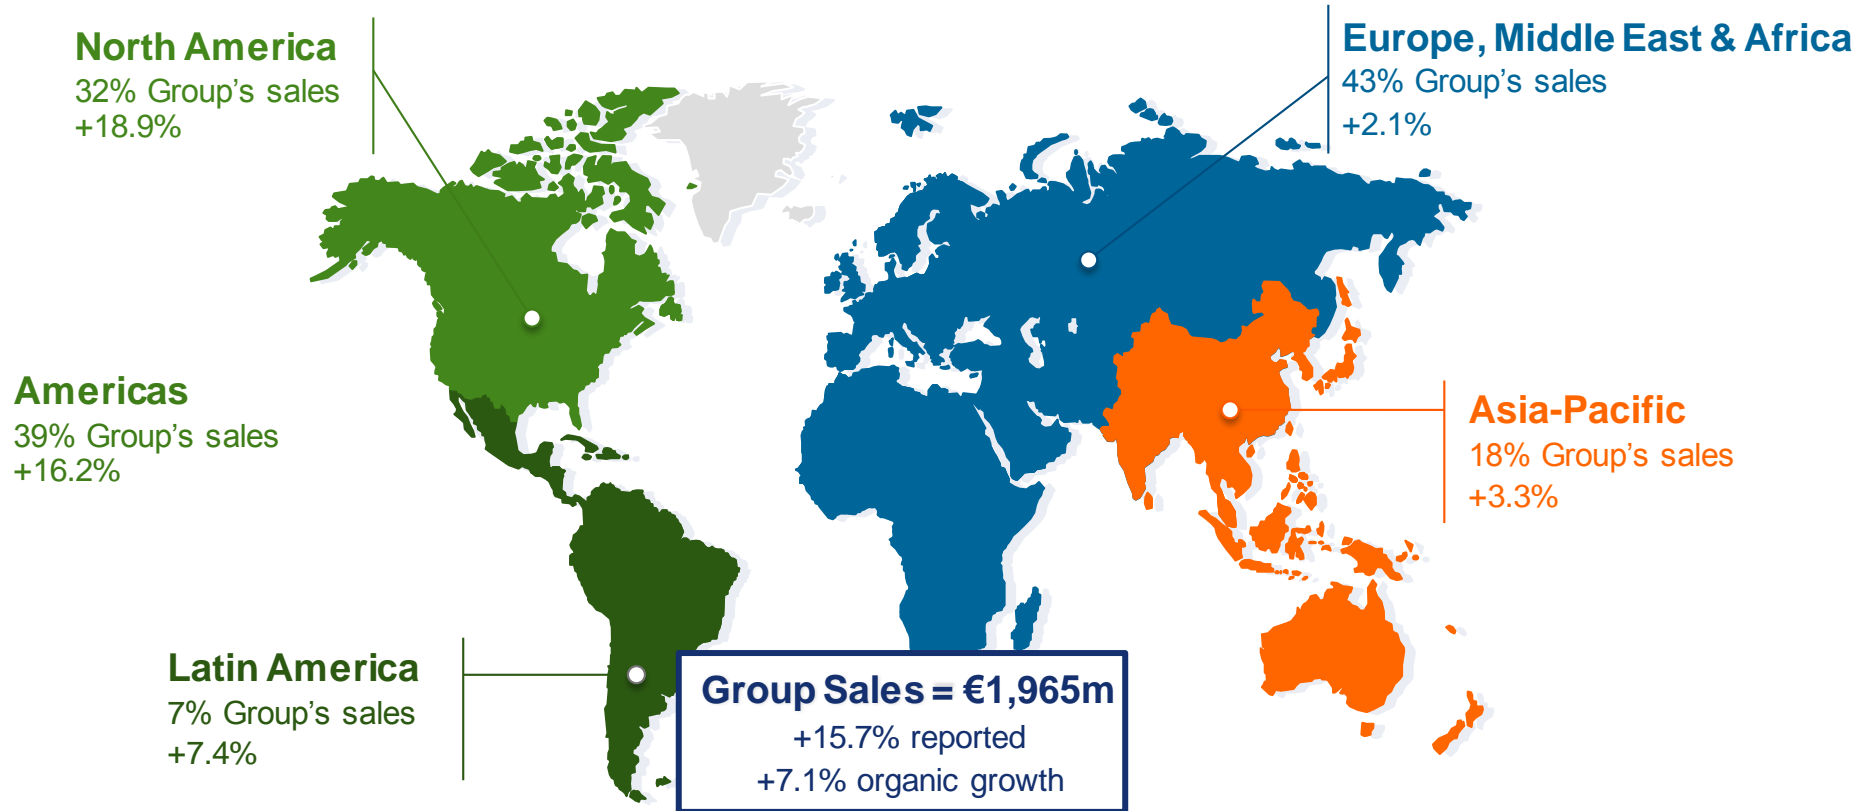 North America
32% Group's sales
+18.9%
Europe, Middle East & Africa
43% Group's sales
+2.1%
Americas
39% Group's sales
+16.2%
Asia-Pacific
18% Group's sales
+3.3%
Latin America
7% Group's sales
+7.4%
Group Sales = €1,965m
+15.7% reported
+7.1% organic growth